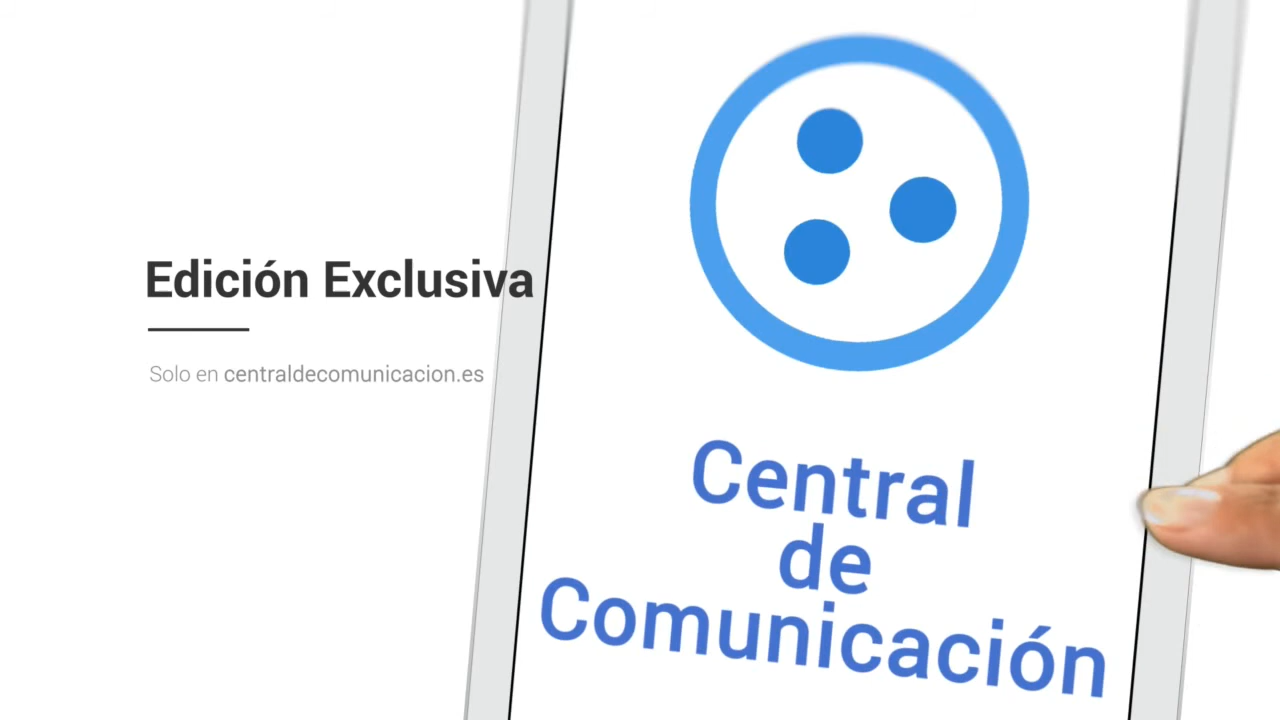 Edición Exclusiva
Solo en centraldecomunicacion.es
Central
de
Comunicación